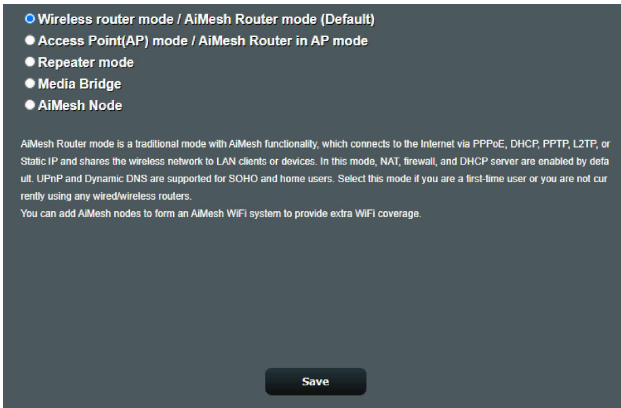 Wireless router mode / AiMesh Router mode (Default)
Access Point(AP) mode / AiMesh Router in AP mode
Repeater mode
Media Bridge
AiMesh Node
AiMesh Router mode is a traditional mode with AiMesh functionality, which connects to the Internet via PPPoE, DHCP, PPTP, L2TP, or
Static IP and shares the wireless network to LAN clients or devices. In this mode, NAT, firewall, and DHCP server are enabled by defa
ult. UPnP and Dynamic DNS are supported for SOHO and home users. Select this mode if you are a first-time user or you are not cur
rently using any wired/wireless routers.
You can add AiMesh nodes to form an AiMesh WiFi system to provide extra WiFi coverage.
Save